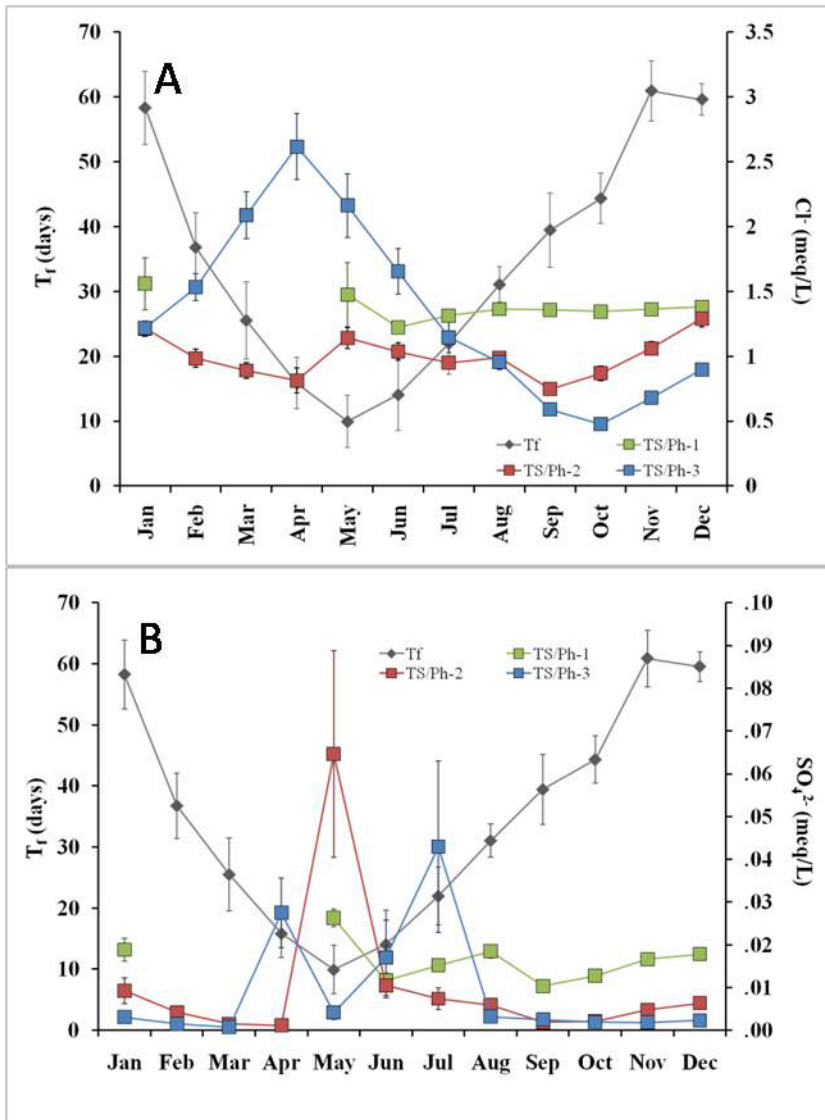 A
70
60
50
40
30
20
10
0
T_f (days)
3.5
3
2.5
2
1.5
1
0.5
0
Cl⁻ (meq/L)
Tf
TS/Ph-1
TS/Ph-2
TS/Ph-3
Jan
Feb
Mar
Apr
May
Jun
Jul
Aug
Sep
Oct
Nov
Dec
B
70
60
50
40
30
20
10
0
T_f (days)
.10
.09
.08
.07
.06
.05
.04
.03
.02
.01
.00
SO₄²⁻ (meq/L)
Tf
TS/Ph-1
TS/Ph-2
TS/Ph-3
Jan Feb Mar Apr May Jun Jul Aug Sep Oct Nov Dec